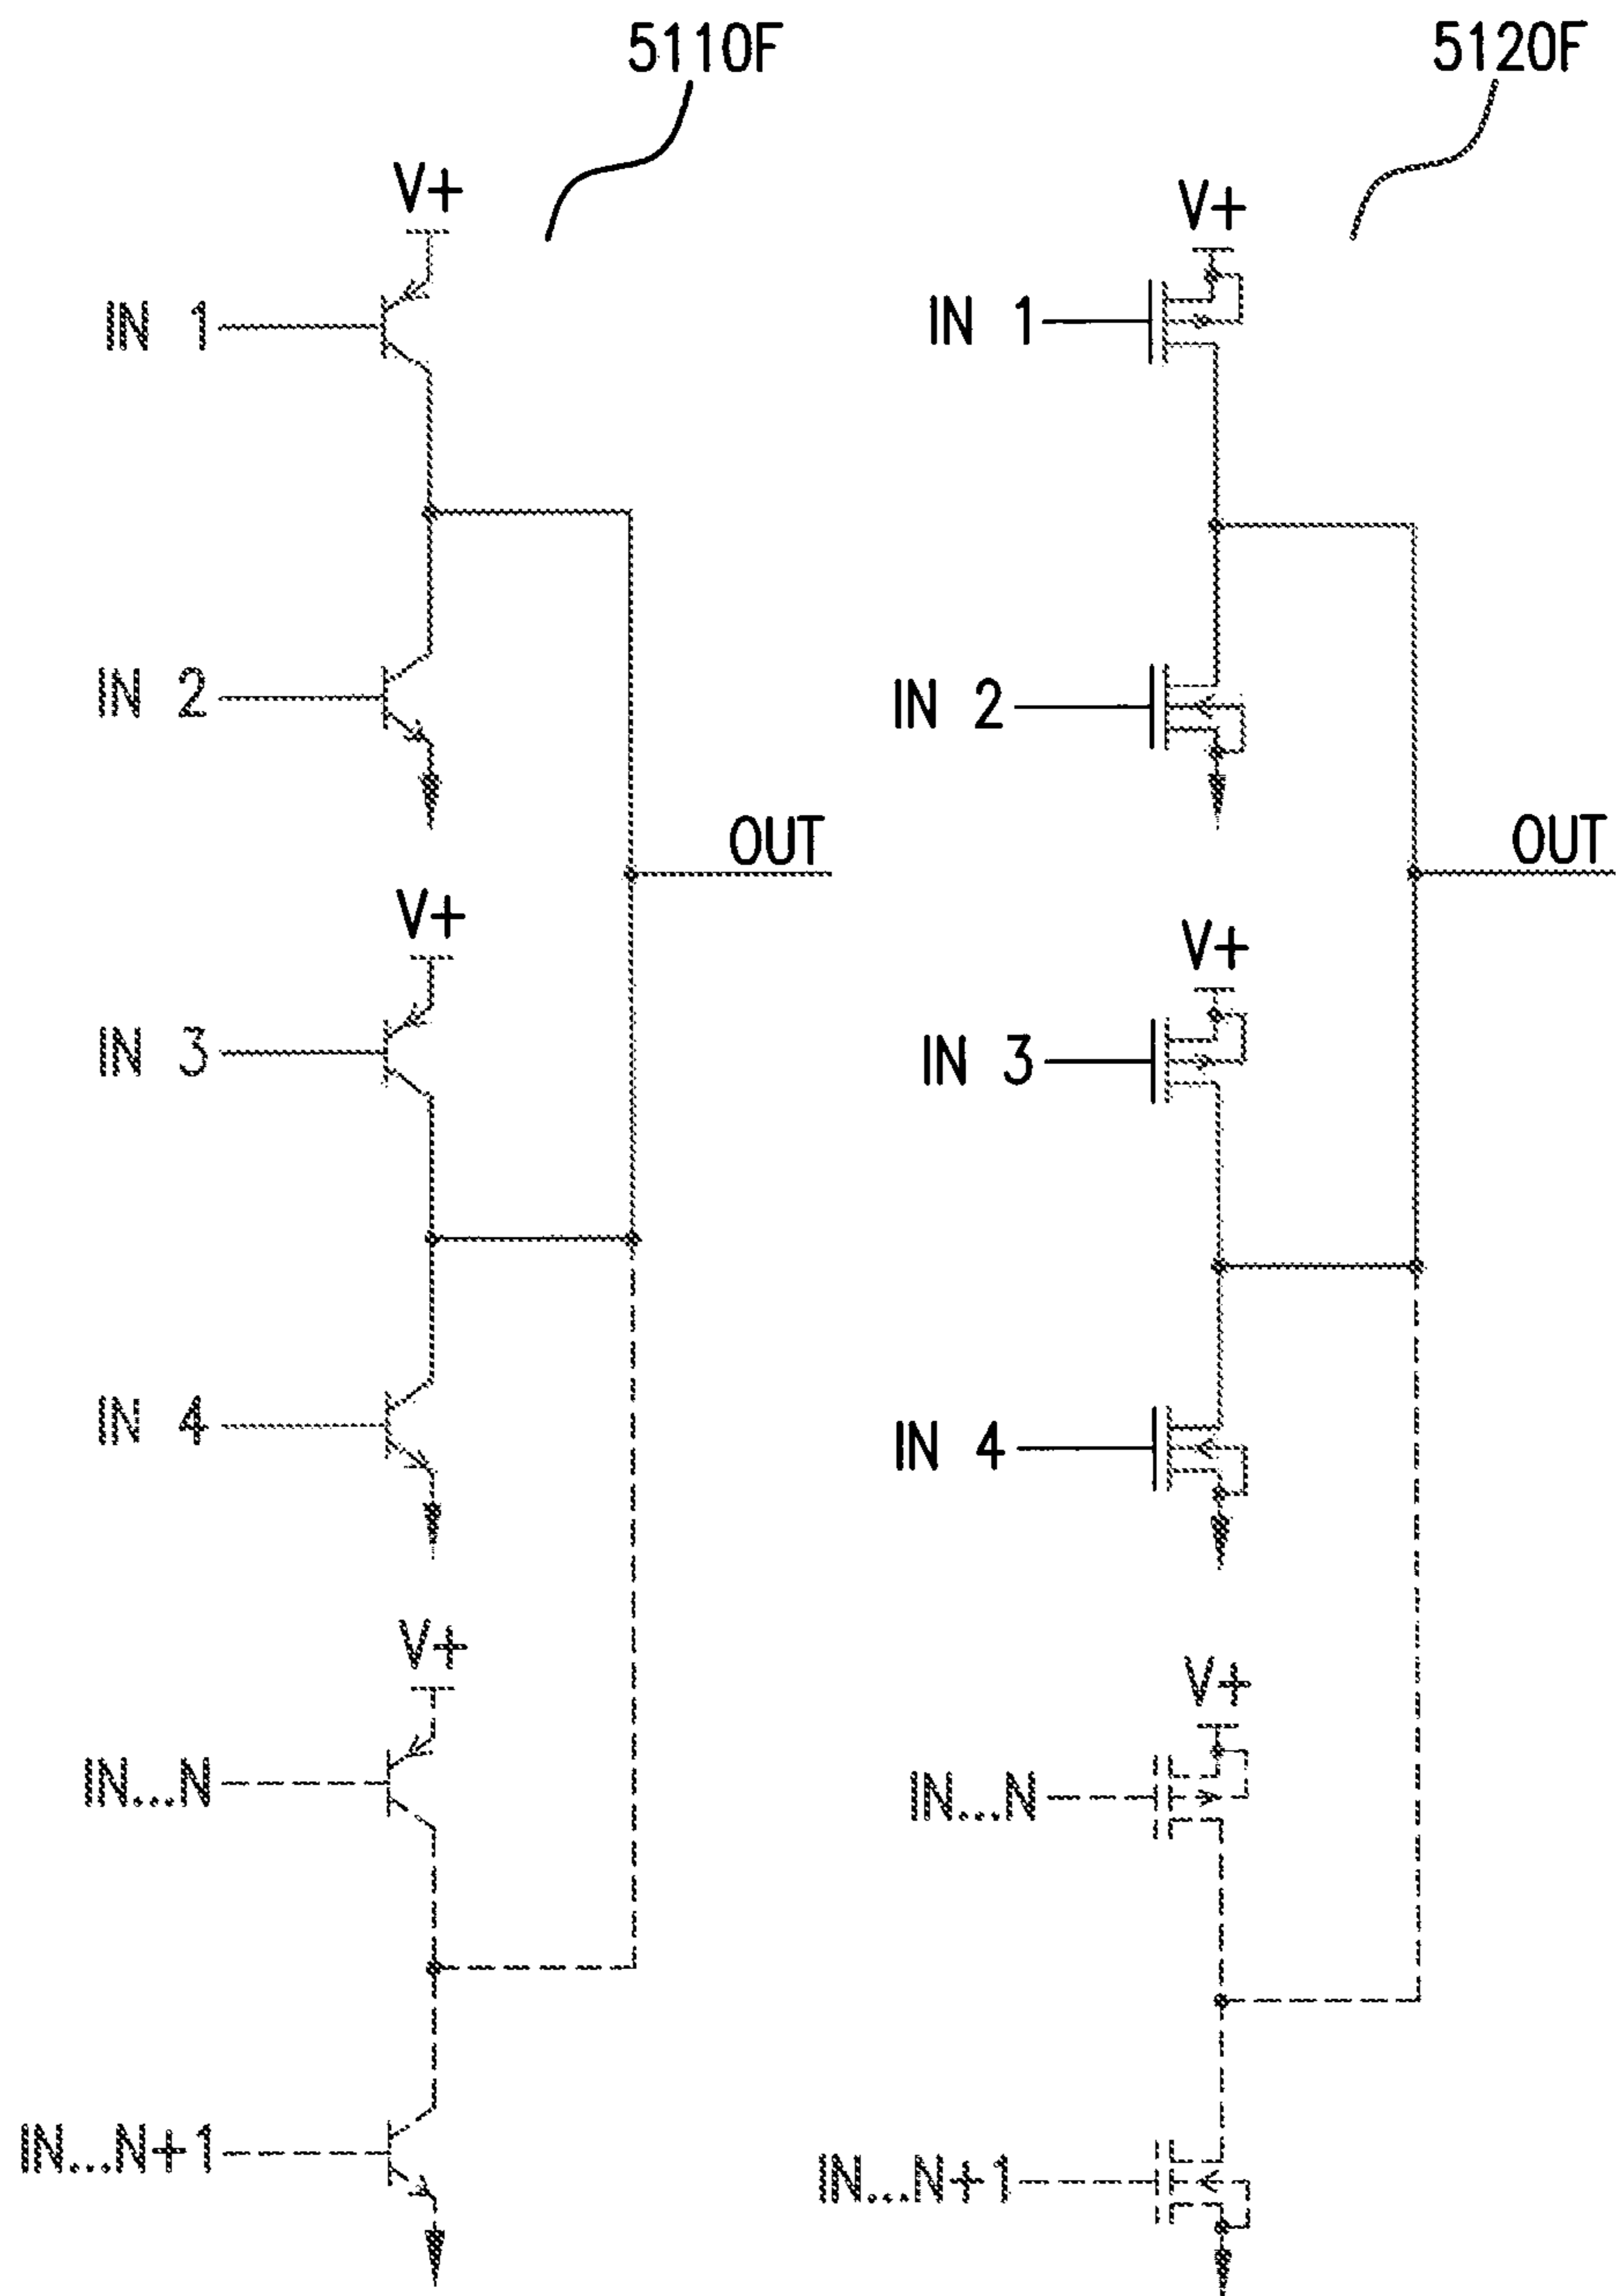 5110F
5120F
V+
V+
IN 1
IN 1
IN 2
IN 2
OUT
OUT
V+
V+
IN 3
IN 3
IN 4
IN 4
V+
V+
IN...N
IN...N
IN...N+1
IN...N+1